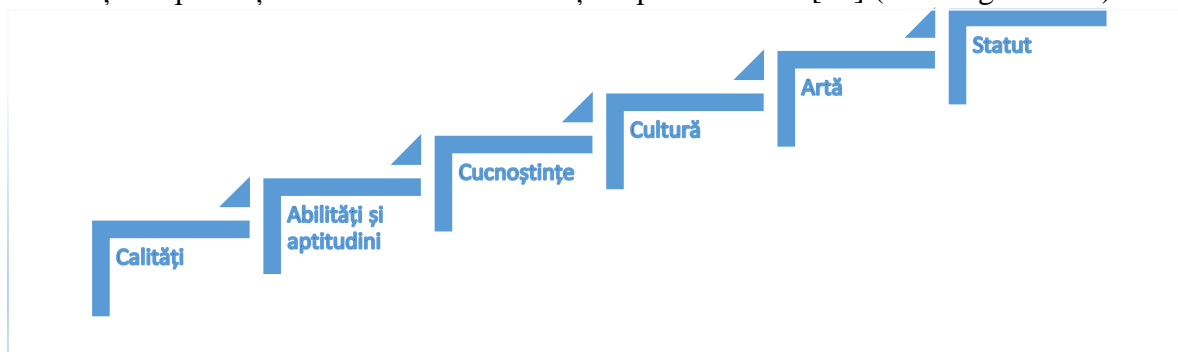 Calități
Abilități și
aptitudini
Cucnoștințe
Cultură
Artă
Statut